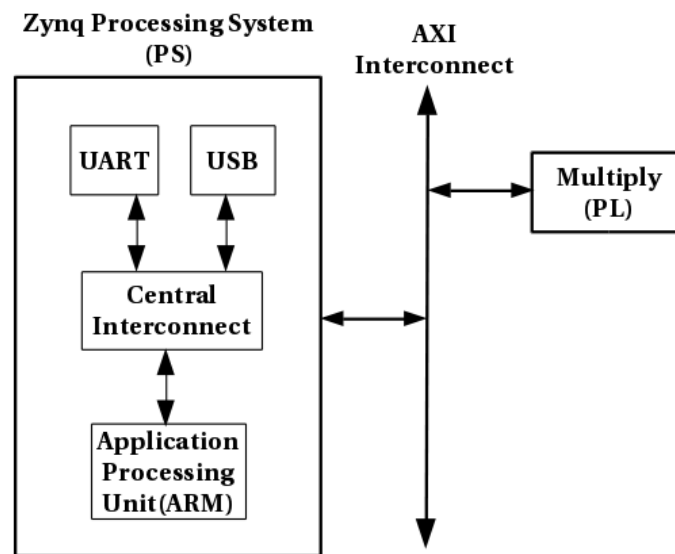 Zynq Processing System
(PS)
AXI
Interconnect
UART
USB
Multiply
(PL)
Central
Interconnect
Application
Processing
Unit(ARM)